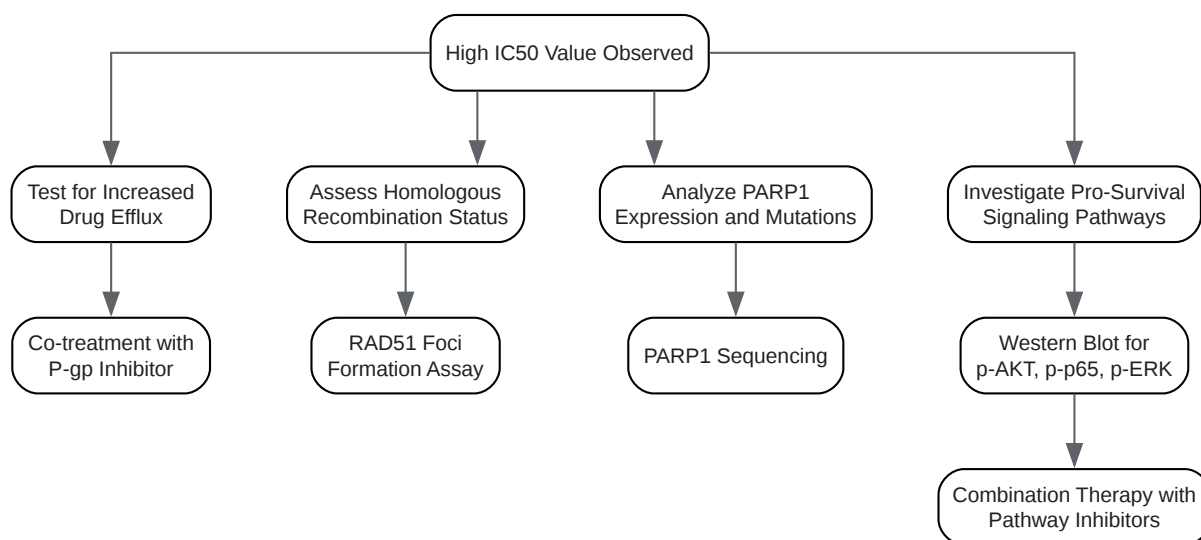 High IC50 Value Observed
Test for Increased
Drug Efflux
Assess Homologous
Recombination Status
Analyze PARP1
Expression and Mutations
Investigate Pro-Survival
Signaling Pathways
Co-treatment with
P-gp Inhibitor
RAD51 Foci
Formation Assay
PARP1 Sequencing
Western Blot for
p-AKT, p-p65, p-ERK
Combination Therapy with
Pathway Inhibitors